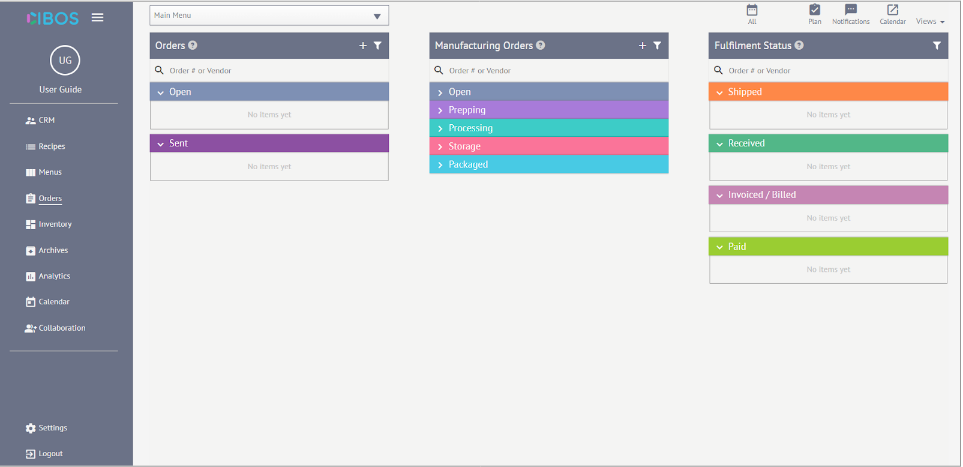 CIBOS
UG
User Guide
CRM
Recipes
Menus
Orders
Inventory
Archives
Analytics
Calendar
Collaboration
Settings
Logout
Main Menu
All
Plan
Notifications
Calendar
Views
Orders ?
Order # or Vendor
Open
No items yet
Sent
No items yet
Manufacturing Orders ?
Order # or Vendor
Open
Prepping
Processing
Storage
Packaged
Fulfilment Status ?
Order # or Vendor
Shipped
No items yet
Received
No items yet
Invoiced / Billed
No items yet
Paid
No items yet